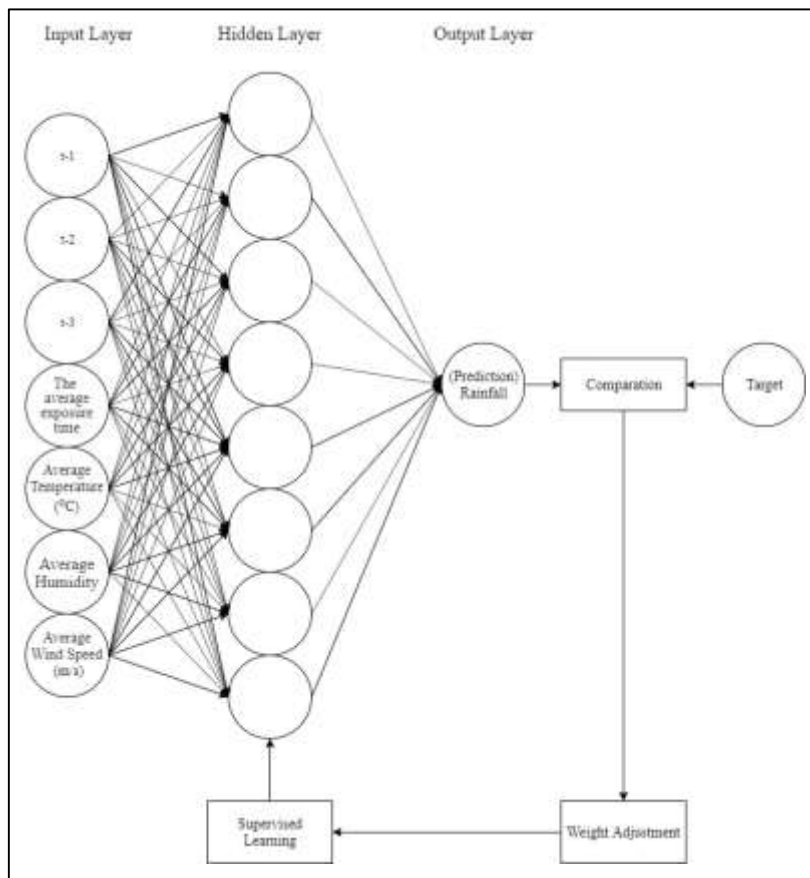 Input Layer
Hidden Layer
Output Layer
s-1
s-2
s-3
The
average
exposure
time
Average
Temperature
(°C)
Average
Humidity
Average
Wind Speed
(m/s)
(Prediction)
Rainfall
Comparation
Target
Supervised
Learning
Weight Adjustment